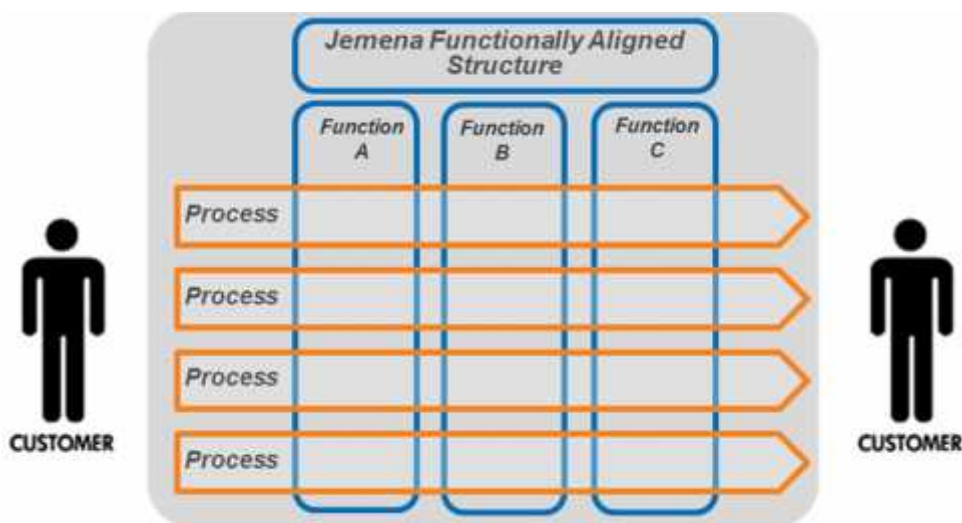 Jemena Functionally Aligned
Structure
Function
A
Function
B
Function
C
Process
Process
Process
Process
CUSTOMER
CUSTOMER